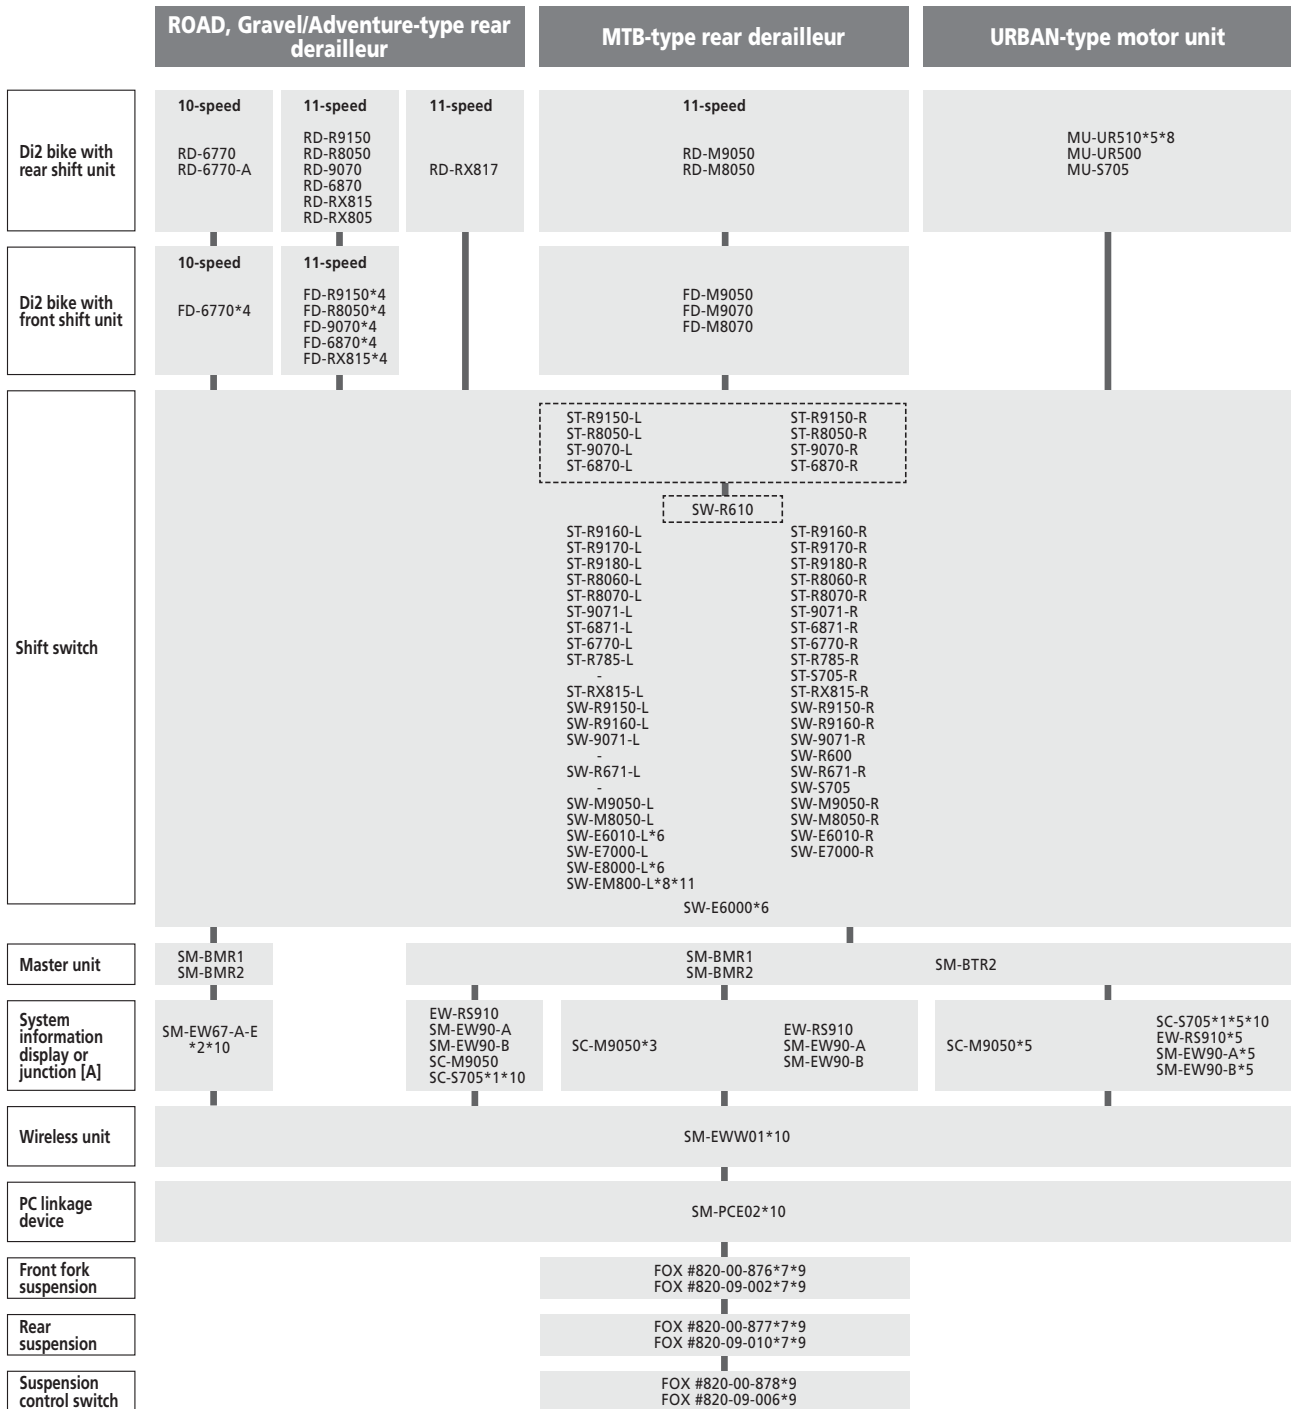 ROAD, Gravel/Adventure-type rear
derailleur
MTB-type rear derailleur
URBAN-type motor unit
Di2 bike with
rear shift unit
10-speed
RD-6770
RD-6770-A
11-speed
RD-R9150
RD-R8050
RD-9070
RD-6870
RD-RX815
RD-RX805
11-speed
RD-RX817
11-speed
RD-M9050
RD-M8050
MU-UR510*5*8
MU-UR500
MU-S705
Di2 bike with
front shift unit
10-speed
FD-6770*4
11-speed
FD-R9150*4
FD-R8050*4
FD-9070*4
FD-6870*4
FD-RX815*4
FD-M9050
FD-M9070
FD-M8070
Shift switch
ST-R9150-L ST-R9150-R
ST-R8050-L ST-R8050-R
ST-9070-L ST-9070-R
ST-6870-L ST-6870-R
SW-R610
ST-R9160-L ST-R9160-R
ST-R9170-L ST-R9170-R
ST-R9180-L ST-R9180-R
ST-R8060-L ST-R8060-R
ST-R8070-L ST-R8070-R
ST-9071-L ST-9071-R
ST-6871-L ST-6871-R
ST-6770-L ST-6770-R
ST-R785-L ST-R785-R
- ST-S705-R
ST-RX815-L ST-RX815-R
SW-R9150-L SW-R9150-R
SW-R9160-L SW-R9160-R
SW-9071-L SW-9071-R
- SW-R600
SW-R671-L SW-R671-R
- SW-S705
SW-M9050-L SW-M9050-R
SW-M8050-L SW-M8050-R
SW-E6010-L*6 SW-E6010-R
SW-E7000-L SW-E7000-R
SW-E8000-L*6
SW-EM800-L*8*11
SW-E6000*6
Master unit
SM-BMR1
SM-BMR2
SM-BMR1
SM-BMR2
SM-BTR2
System
information
display or
junction [A]
SM-EW67-A-E
*2*10
EW-RS910
SM-EW90-A
SM-EW90-B
SC-M9050
SC-S705*1*10
SC-M9050*3
EW-RS910
SM-EW90-A
SM-EW90-B
SC-M9050*5
SC-S705*1*5*10
EW-RS910*5
SM-EW90-A*5
SM-EW90-B*5
Wireless unit
SM-EWW01*10
PC linkage
device
SM-PCE02*10
Front fork
suspension
FOX #820-00-876*7*9
FOX #820-09-002*7*9
Rear
suspension
FOX #820-00-877*7*9
FOX #820-09-010*7*9
Suspension
control switch
FOX #820-00-878*9
FOX #820-09-006*9